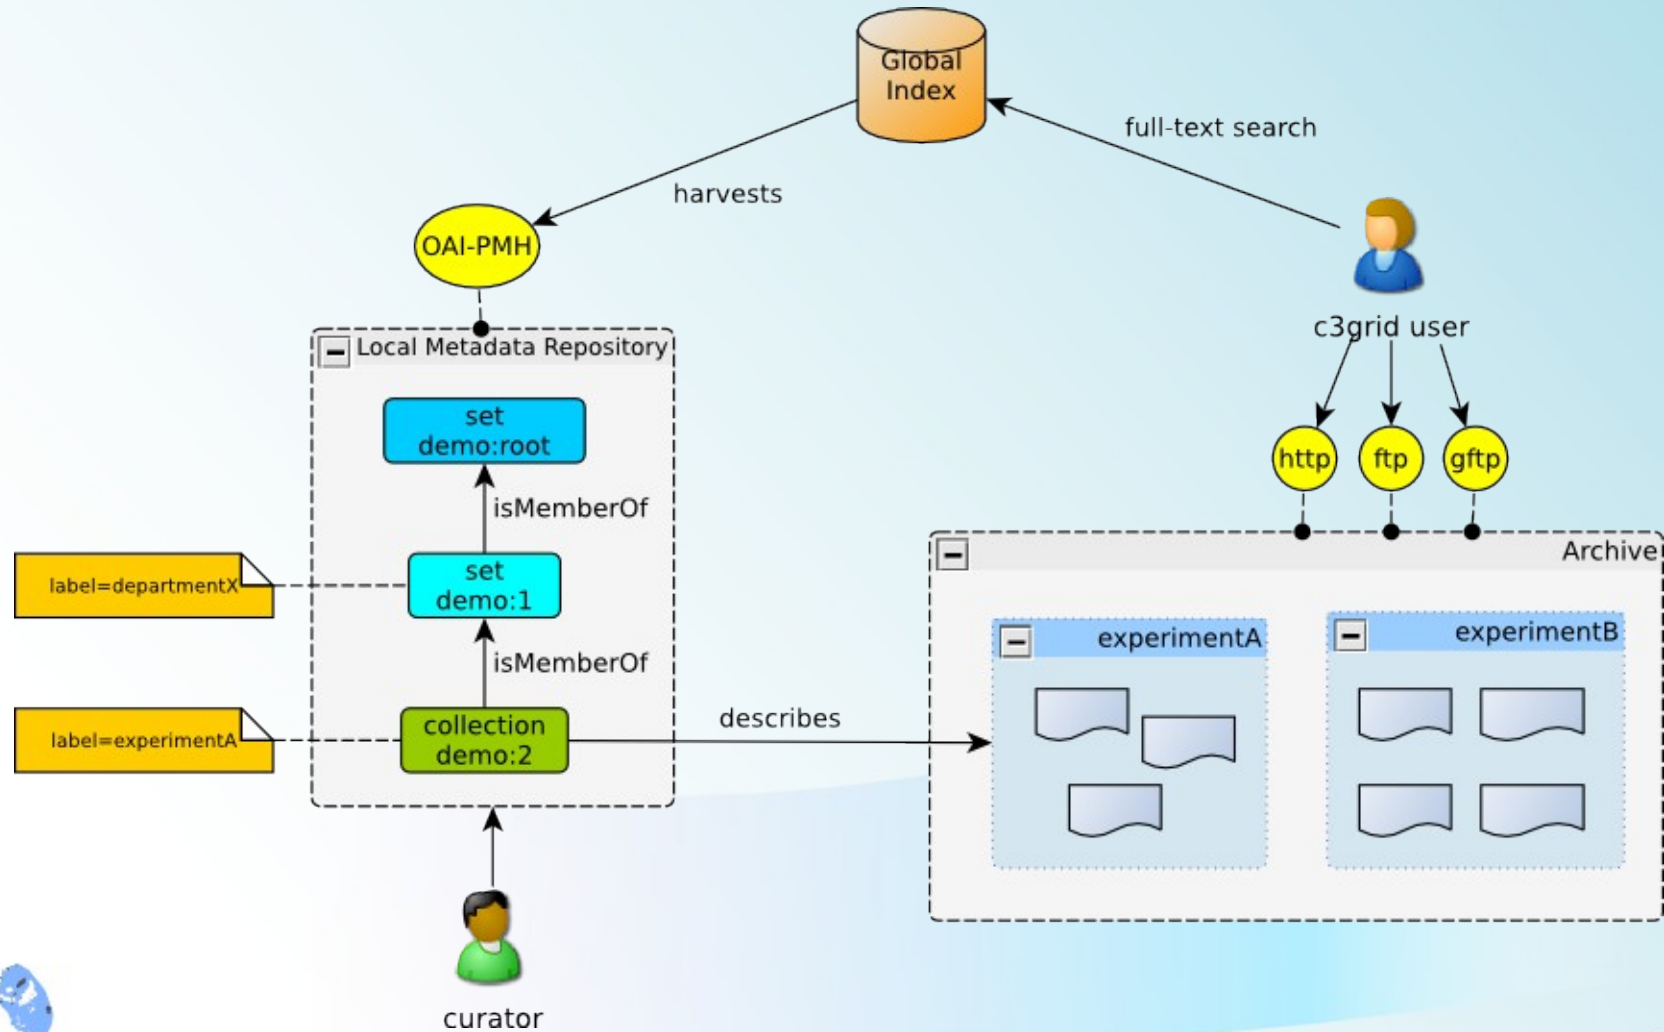 Global
Index
full-text search
harvests
OAI-PMH
c3grid user
Local Metadata Repository
set
demo:root
http
ftp
gftp
isMemberOf
Archive
label=departmentX
set
demo:1
experimentA
experimentB
isMemberOf
label=experimentA
collection
demo:2
describes
curator